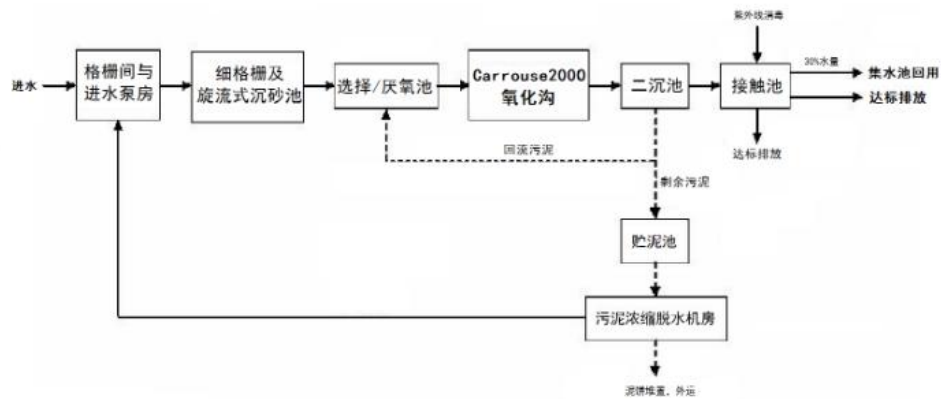 紫外线消毒
格栅间与
进水泵房
细格栅及
旋流式沉砂池
进水
选择/厌氧池
Carrouse2000
氧化沟
二沉池
接触池
30%水量
集水池回用
达标排放
回流污泥
达标排放
剩余污泥
贮泥池
污泥浓缩脱水机房
泥饼堆置，外运